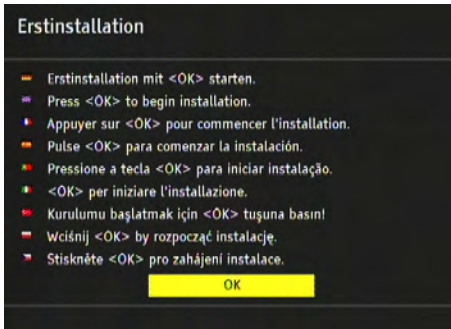 Erstinstallation
Erstinstallation mit <OK> starten.
Press <OK> to begin installation.
Appuyer sur <OK> pour commencer l'installation.
Pulse <OK> para comenzar la instalación.
Pressione a tecla <OK> para iniciar instalação.
<OK> per iniziare l'installazione.
Kurulumu başlatmak için <OK> tuşuna basın!
Wciśnij <OK> by rozpocząć instalację.
Stiskněte <OK> pro zahájení instalace.
OK